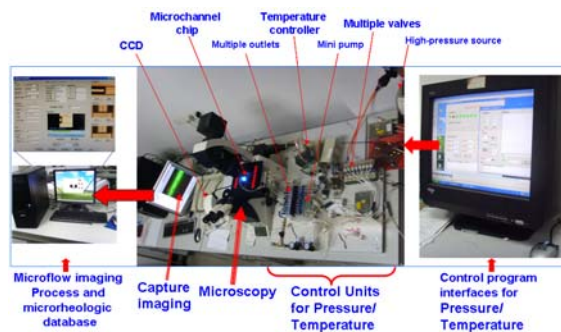 Microchannel
chip
CCD
Multiple outlets
Temperature
controller
Mini pump
Multiple valves
High-pressure source
Microflow imaging
Process and
microrheologic
database
Capture
imaging
Microscopy
Control Units
for Pressure/
Temperature
Control program
interfaces for
Pressure/
Temperature